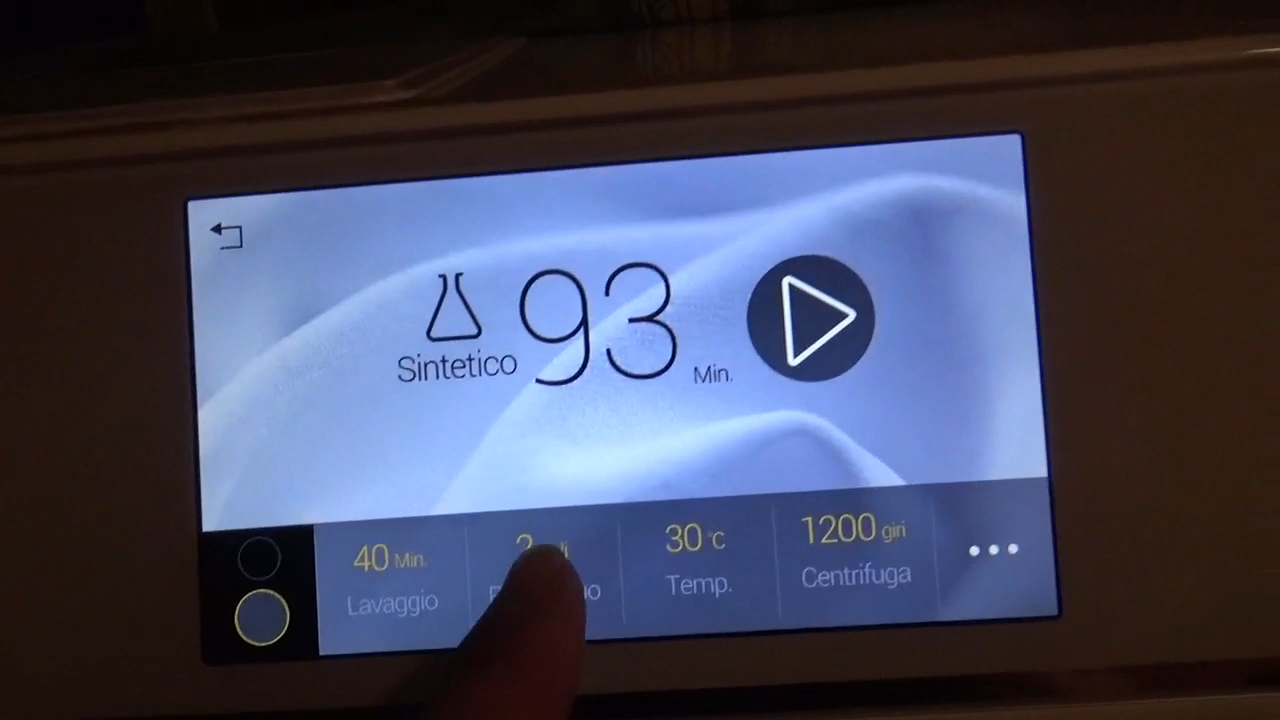 Sintetico
93 Min.
40 Min.
Lavaggio
30 °C
Temp.
1200 giri
Centrifuga